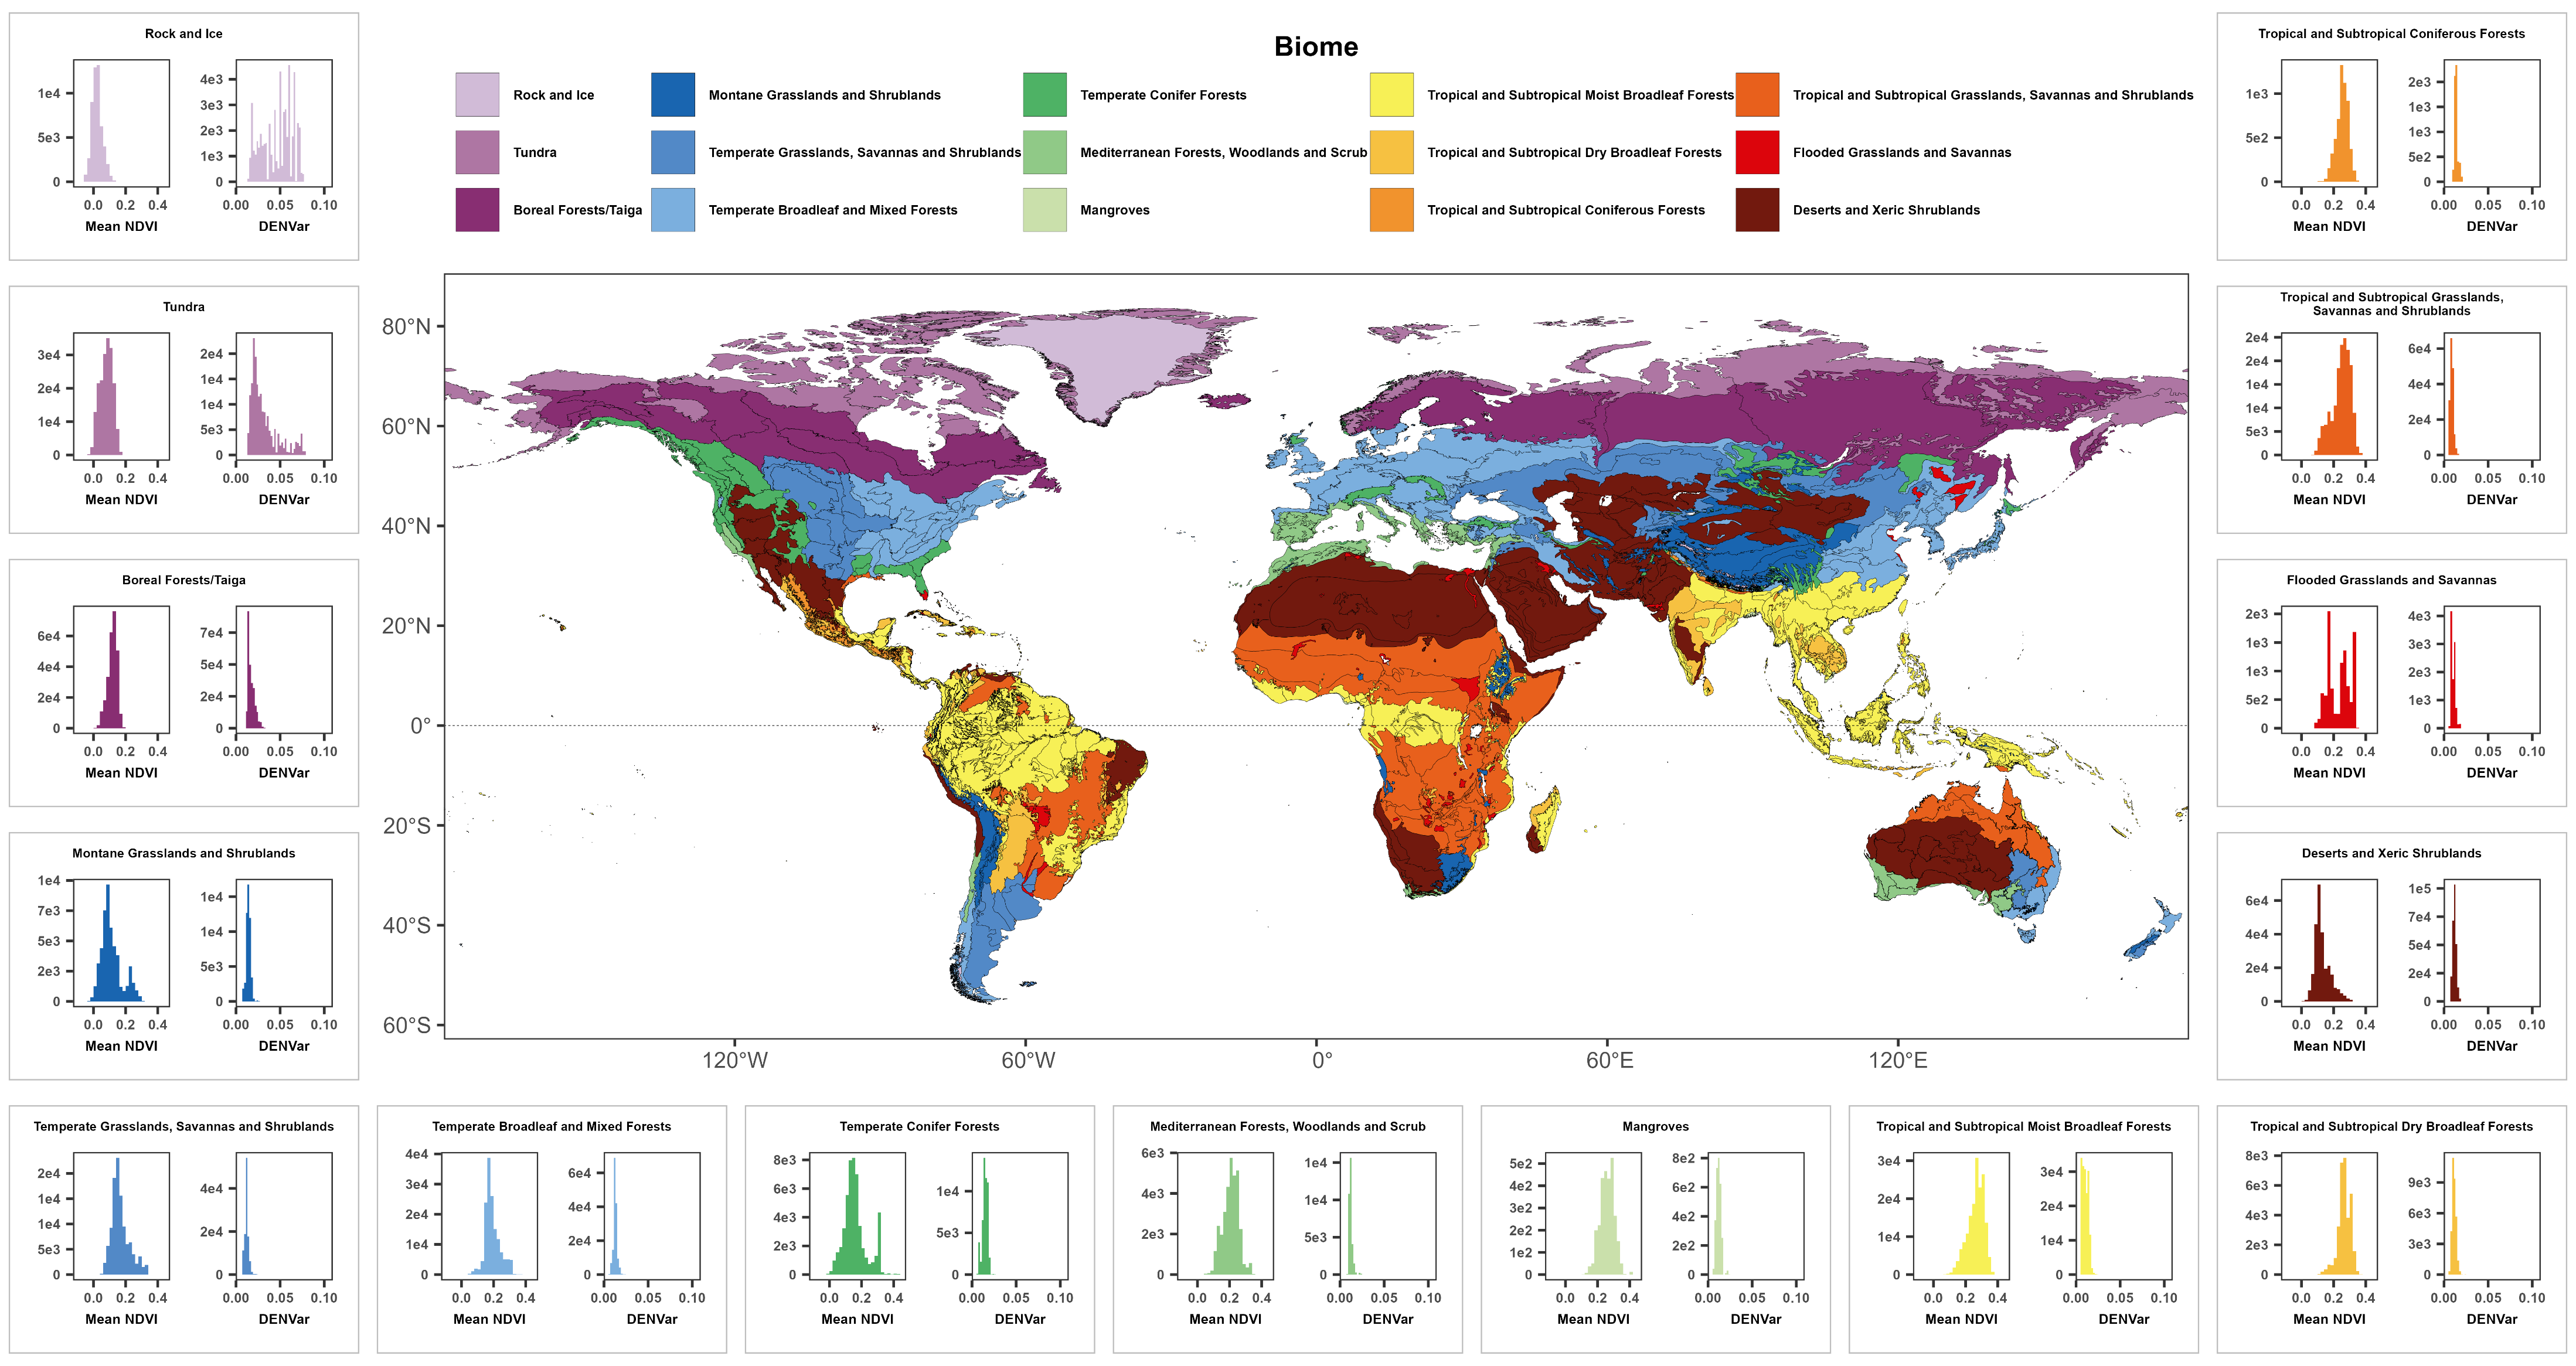 Biome
Rock and Ice
Montane Grasslands and Shrublands
Temperate Conifer Forests
Tropical and Subtropical Moist Broadleaf Forests
Tropical and Subtropical Grasslands, Savannas and Shrublands
Tundra
Temperate Grasslands, Savannas and Shrublands
Mediterranean Forests, Woodlands and Scrub
Tropical and Subtropical Dry Broadleaf Forests
Flooded Grasslands and Savannas
Boreal Forests/Taiga
Temperate Broadleaf and Mixed Forests
Mangroves
Tropical and Subtropical Coniferous Forests
Deserts and Xeric Shrublands
80°N
60°N
40°N
20°N
0°
20°S
40°S
60°S
120°W 60°W 0° 60°E 120°E
Rock and Ice
1e4 5e3 0
0.0 0.2 0.4
Mean NDVI
4e3 3e3 2e3 1e3 0
0.00 0.05 0.10
DENVar
Tundra
3e4 2e4 1e4 0
0.0 0.2 0.4
Mean NDVI
2e4 1e4 1e4 5e3 0
0.00 0.05 0.10
DENVar
Boreal Forests/Taiga
6e4 4e4 2e4 0
0.0 0.2 0.4
Mean NDVI
7e4 5e4 2e4 0
0.00 0.05 0.10
DENVar
Montane Grasslands and Shrublands
1e4 7e3 5e3 2e3 0
0.0 0.2 0.4
Mean NDVI
1e4 1e4 5e3 0
0.00 0.05 0.10
DENVar
Temperate Grasslands, Savannas and Shrublands
2e4 1e4 1e4 5e3 0
0.0 0.2 0.4
Mean NDVI
4e4 2e4 0
0.00 0.05 0.10
DENVar
Temperate Broadleaf and Mixed Forests
4e4 3e4 2e4 1e4 0
0.0 0.2 0.4
Mean NDVI
6e4 4e4 2e4 0
0.00 0.05 0.10
DENVar
Temperate Conifer Forests
8e3 6e3 4e3 2e3 0
0.0 0.2 0.4
Mean NDVI
1e4 5e3 0
0.00 0.05 0.10
DENVar
Mediterranean Forests, Woodlands and Scrub
6e3 4e3 2e3 0
0.0 0.2 0.4
Mean NDVI
1e4 1e4 5e3 0
0.00 0.05 0.10
DENVar
Mangroves
5e2 4e2 3e2 2e2 1e2 0
0.0 0.2 0.4
Mean NDVI
8e2 6e2 4e2 2e2 0
0.00 0.05 0.10
DENVar
Tropical and Subtropical Moist Broadleaf Forests
3e4 2e4 1e4 0
0.0 0.2 0.4
Mean NDVI
3e4 2e4 1e4 0
0.00 0.05 0.10
DENVar
Tropical and Subtropical Dry Broadleaf Forests
8e3 6e3 4e3 2e3 0
0.0 0.2 0.4
Mean NDVI
9e3 6e3 3e3 0
0.00 0.05 0.10
DENVar
Tropical and Subtropical Coniferous Forests
1e3 5e2 0
0.0 0.2 0.4
Mean NDVI
2e3 1e3 1e3 5e2 0
0.00 0.05 0.10
DENVar
Tropical and Subtropical Grasslands,
Savannas and Shrublands
2e4 2e4 1e4 1e4 5e3 0
0.0 0.2 0.4
Mean NDVI
6e4 4e4 2e4 0
0.00 0.05 0.10
DENVar
Flooded Grasslands and Savannas
2e3 1e3 1e3 5e2 0
0.0 0.2 0.4
Mean NDVI
4e3 3e3 2e3 1e3 0
0.00 0.05 0.10
DENVar
Deserts and Xeric Shrublands
6e4 4e4 2e4 0
0.0 0.2 0.4
Mean NDVI
1e5 7e4 5e4 2e4 0
0.00 0.05 0.10
DENVar